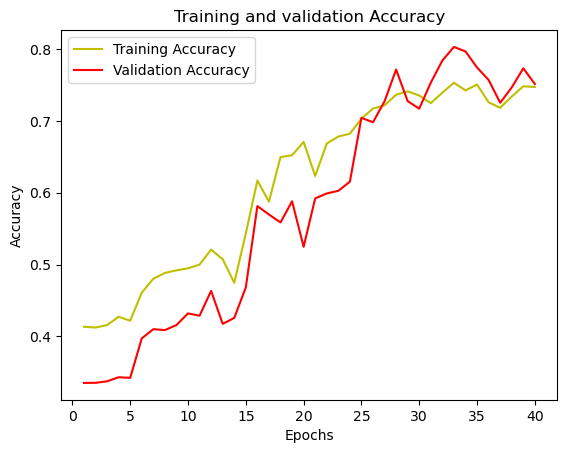 Training and validation Accuracy
Training Accuracy
Validation Accuracy
0.8
0.7
0.6
0.5
0.4
Accuracy
0 5 10 15 20 25 30 35 40
Epochs